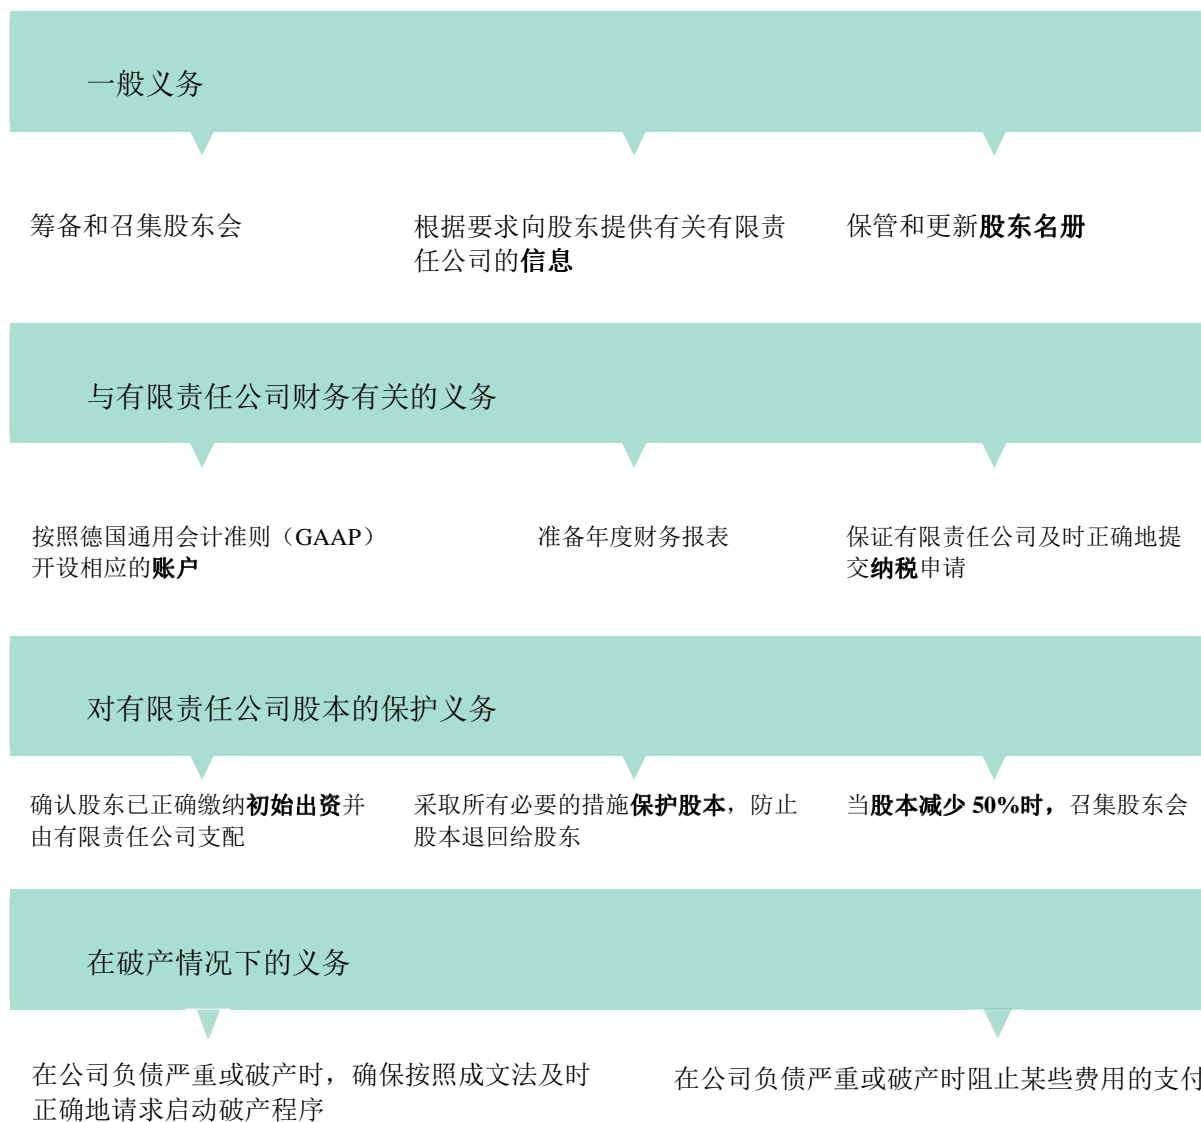 一般义务
筹备和召集股东会
根据要求向股东提供有关有限责
任公司的信息
保管和更新股东名册
与有限责任公司财务有关的义务
按照德国通用会计准则（GAAP）
开设相应的账户
准备年度财务报表
保证有限责任公司及时正确地提
交纳税申请
对有限责任公司股本的保护义务
确认股东已正确缴纳初始出资并
由有限责任公司支配
采取所有必要的措施保护股本，防止
股本退回给股东
当股本减少 50%时，召集股东会
在破产情况下的义务
在公司负债严重或破产时，确保按照成文法及时
正确地请求启动破产程序
在公司负债严重或破产时阻止某些费用的支付